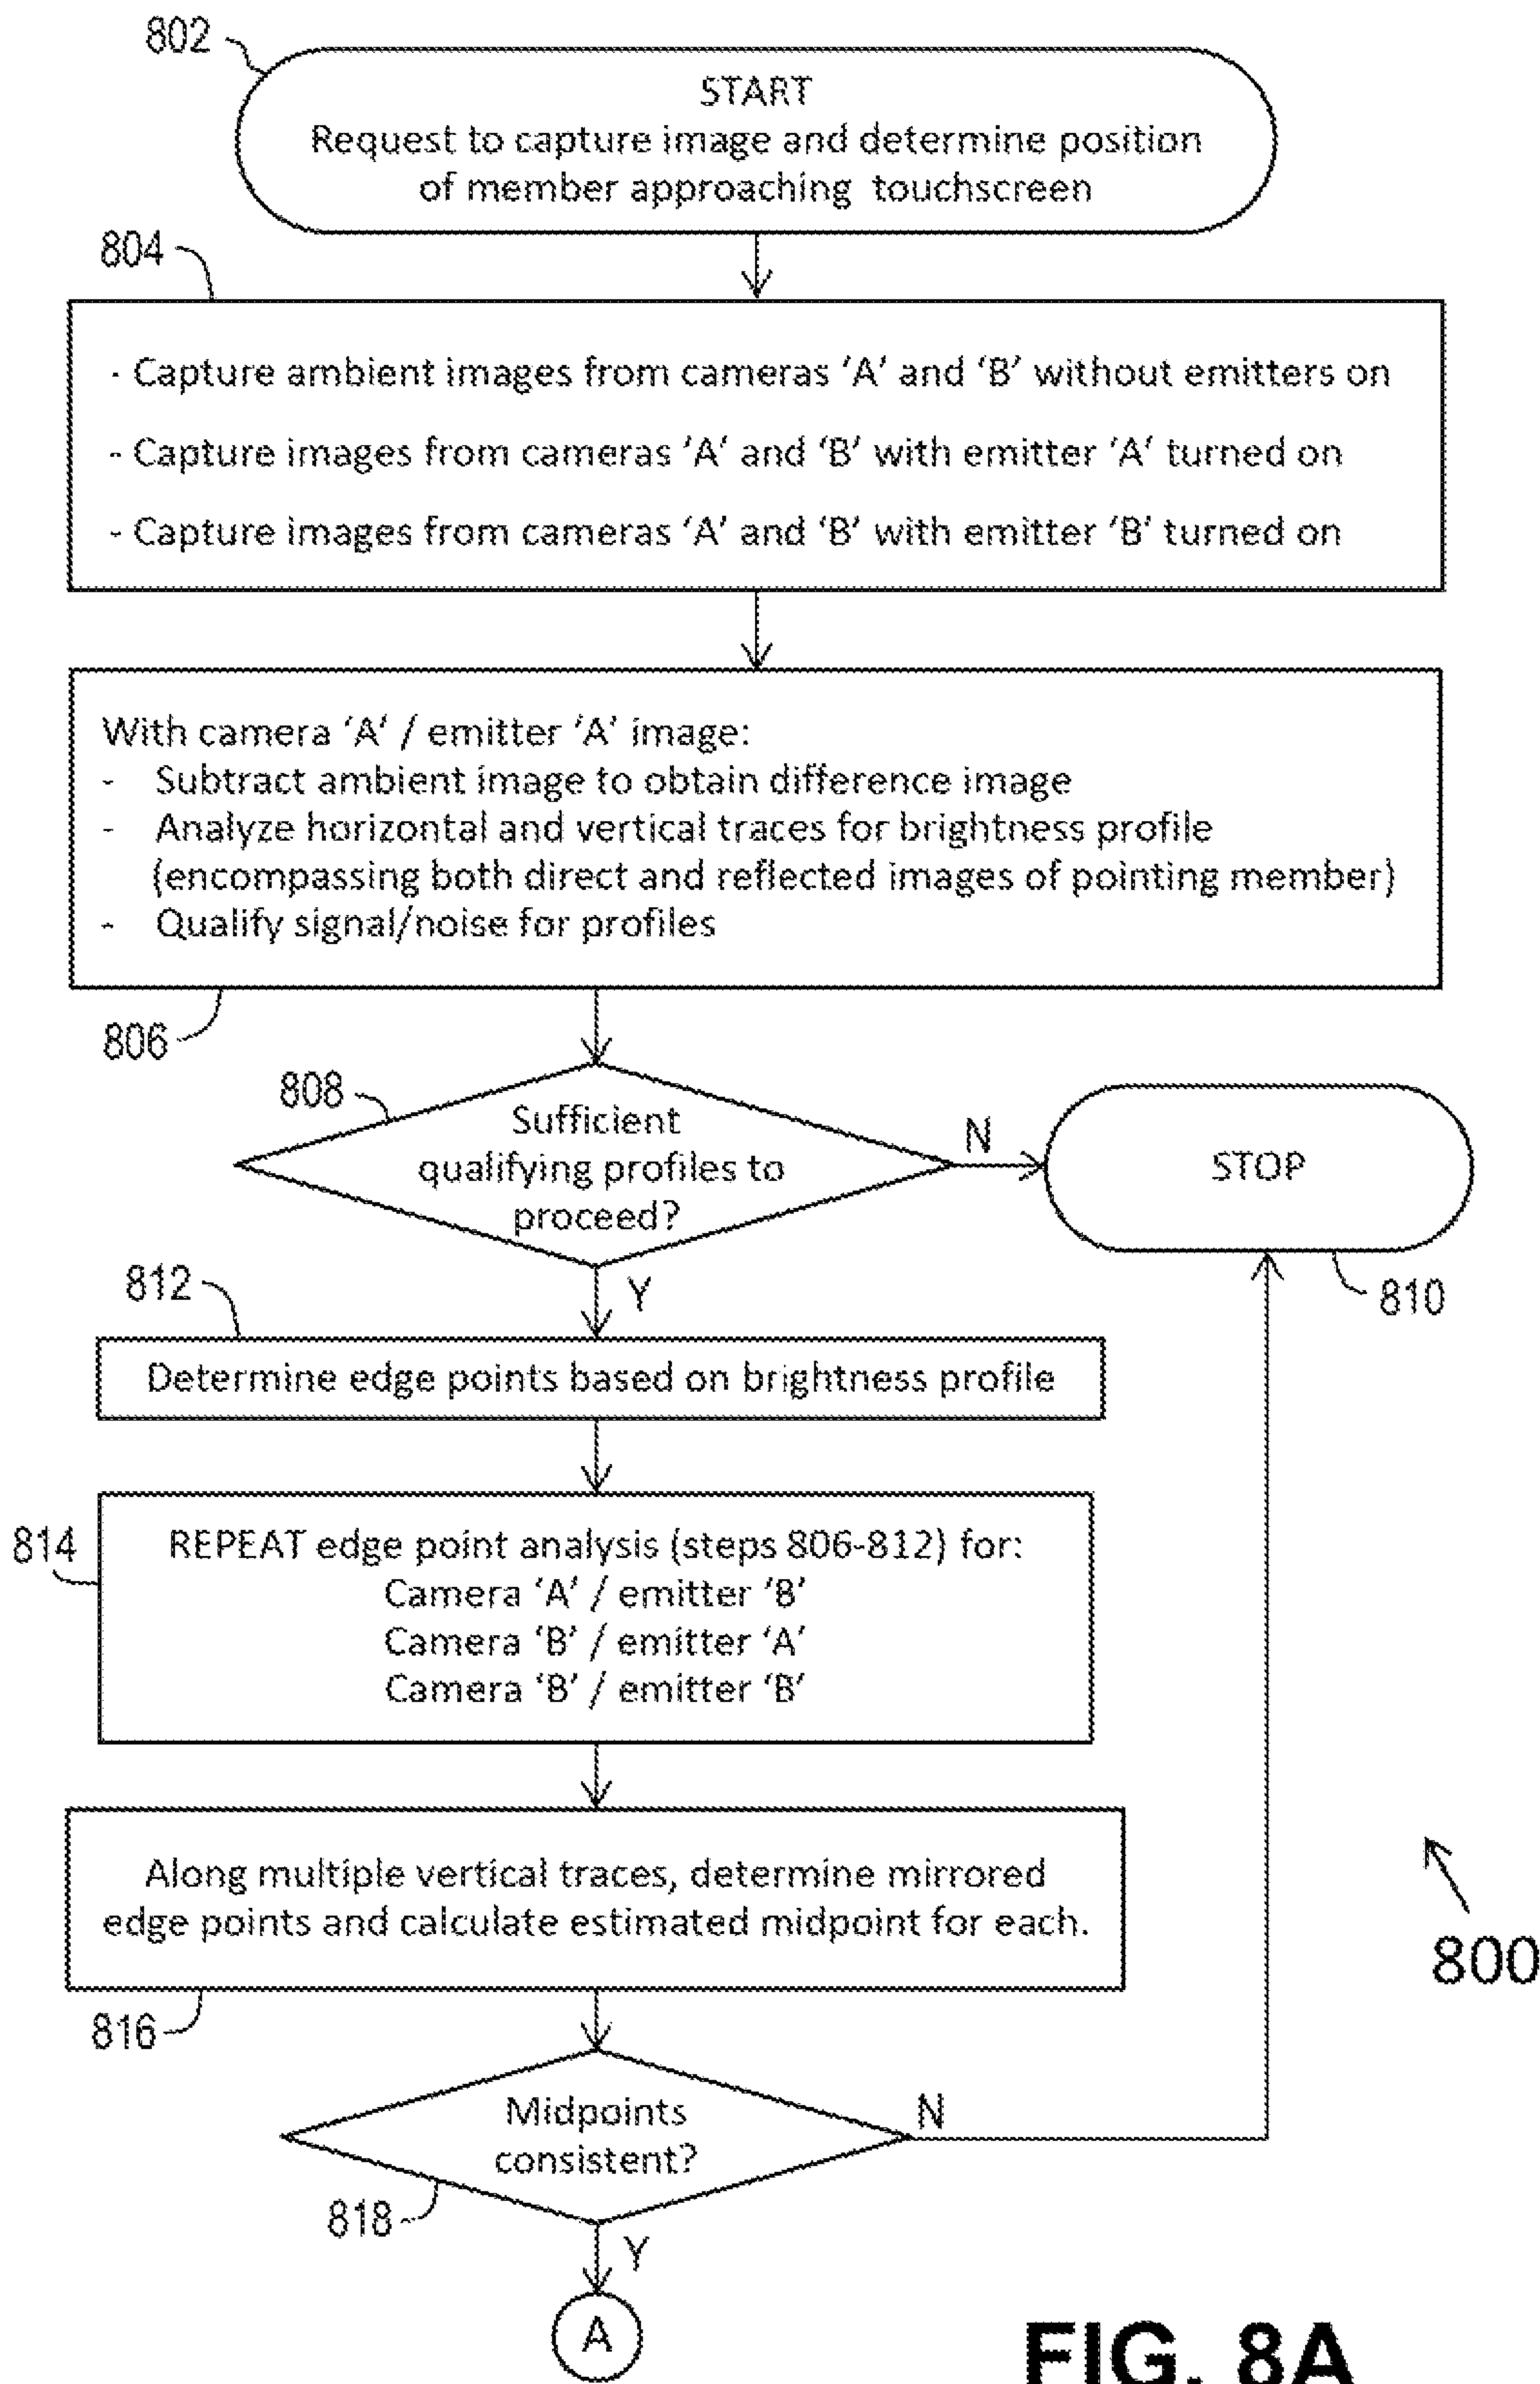 802
START
Request to capture image and determine position
of member approaching touchscreen
804
- Capture ambient images from cameras ‘A’ and ‘B’ without emitters on
- Capture images from cameras ‘A’ and ‘B’ with emitter ‘A’ turned on
- Capture images from cameras ‘A’ and ‘B’ with emitter ‘B’ turned on
With camera ‘A’ / emitter ‘A’ image:
- Subtract ambient image to obtain difference image
- Analyze horizontal and vertical traces for brightness profile
(encompassing both direct and reflected images of pointing member)
- Qualify signal/noise for profiles
806
808
Sufficient
qualifying profiles to
proceed?
N
STOP
810
Y
812
Determine edge points based on brightness profile
814
REPEAT edge point analysis (steps 806-812) for:
Camera ‘A’ / emitter ‘B’
Camera ‘B’ / emitter ‘A’
Camera ‘B’ / emitter ‘B’
Along multiple vertical traces, determine mirrored
edge points and calculate estimated midpoint for each.
816
800
Midpoints
consistent?
N
818
Y
A
FIG. 8A